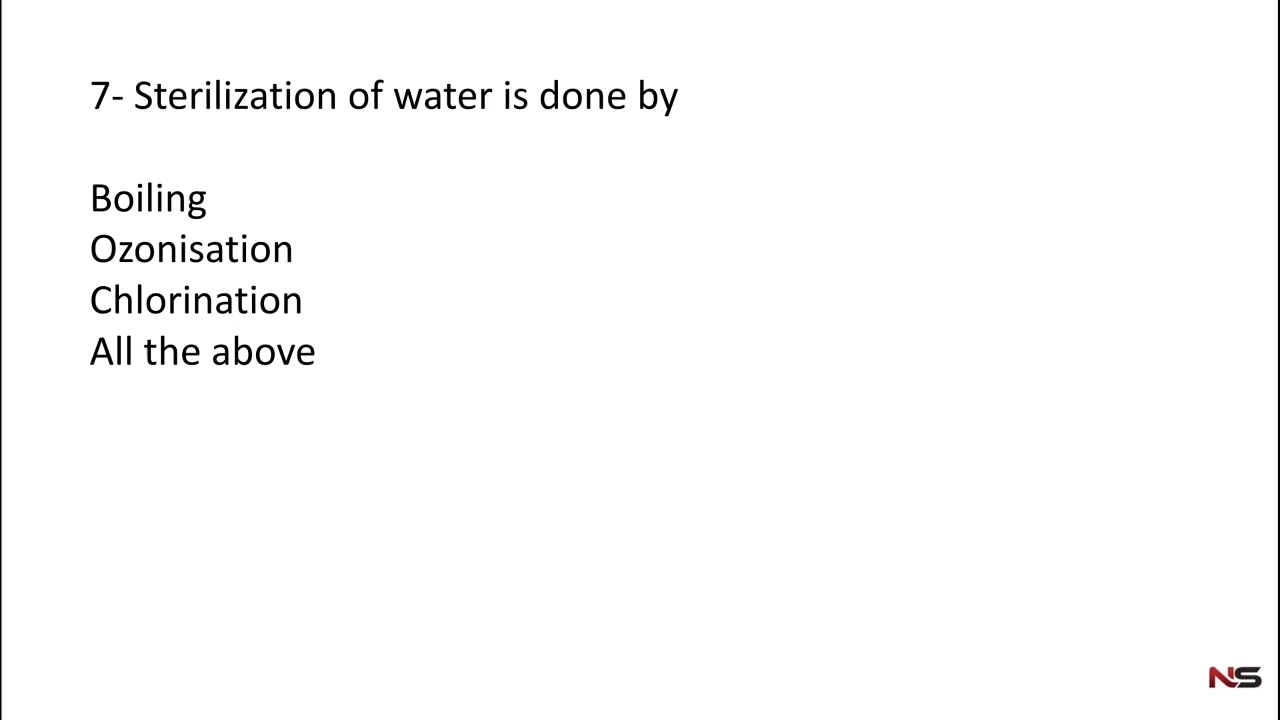 7- Sterilization of water is done by
Boiling
Ozonisation
Chlorination
All the above
NS